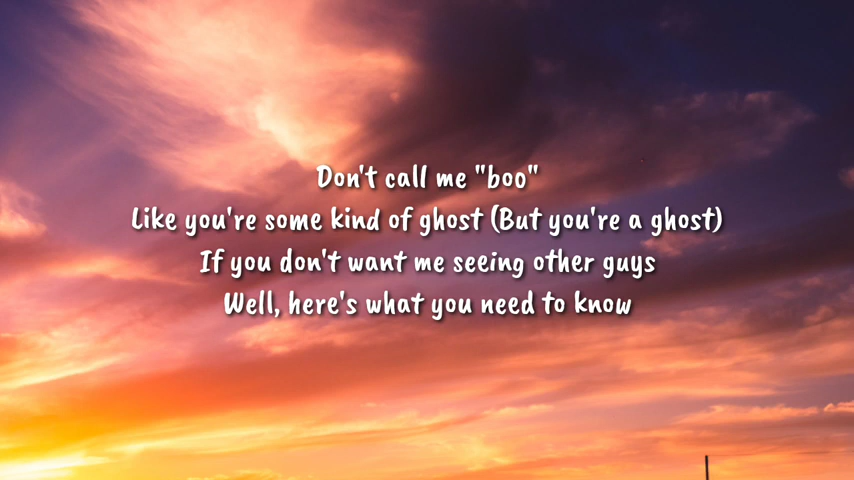 Don't call me "boo"
Like you're some kind of ghost (But you're a ghost)
If you don't want me seeing other guys
Well, here's what you need to know